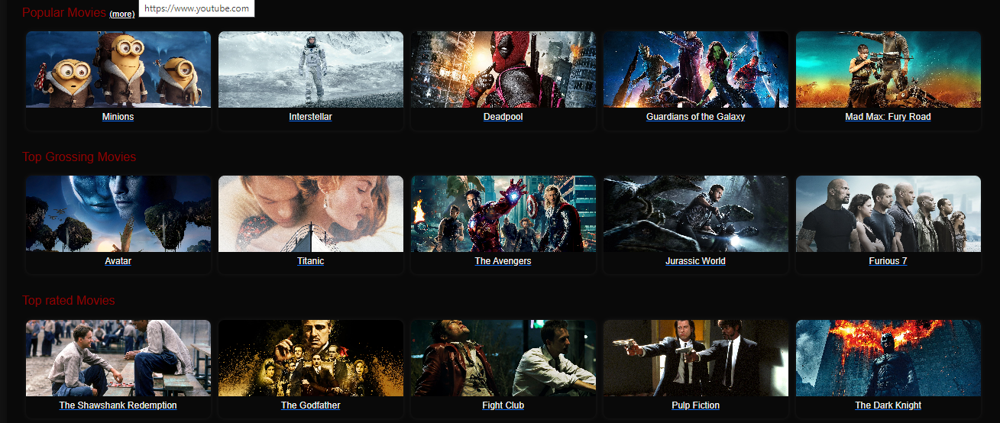 Popular Movies (more)
https://www.youtube.com
Minions
Interstellar
Deadpool
Guardians of the Galaxy
Mad Max: Fury Road
Top Grossing Movies
Avatar
Titanic
The Avengers
Jurassic World
Furious 7
Top rated Movies
The Shawshank Redemption
The Godfather
Fight Club
Pulp Fiction
The Dark Knight